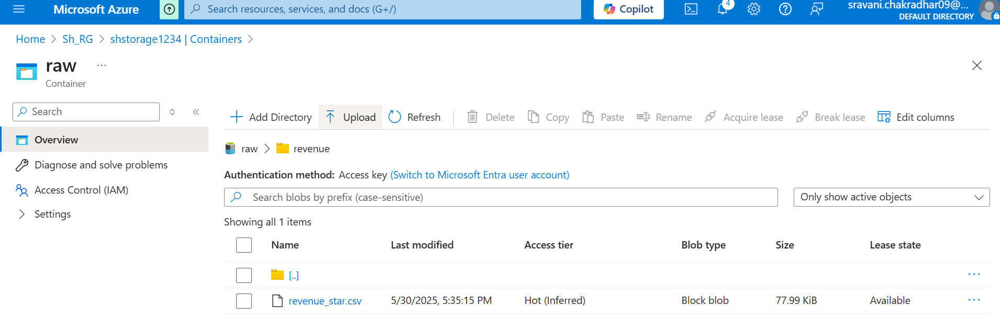 Microsoft Azure
Search resources, services, and docs (G+/)
Copilot
4
sravani.chakradhar09@...
DEFAULT DIRECTORY
Home > Sh_RG > shstorage1234 | Containers >
raw ...
Container
Search
Overview
Diagnose and solve problems
Access Control (IAM)
Settings
Add Directory Upload Refresh Delete Copy Paste Rename Acquire lease Break lease Edit columns
raw > revenue
Authentication method: Access key (Switch to Microsoft Entra user account)
Search blobs by prefix (case-sensitive)
Only show active objects
Showing all 1 items
Name Last modified Access tier Blob type Size Lease state
[..] ...
revenue_star.csv 5/30/2025, 5:35:15 PM Hot (Inferred) Block blob 77.99 KiB Available ...